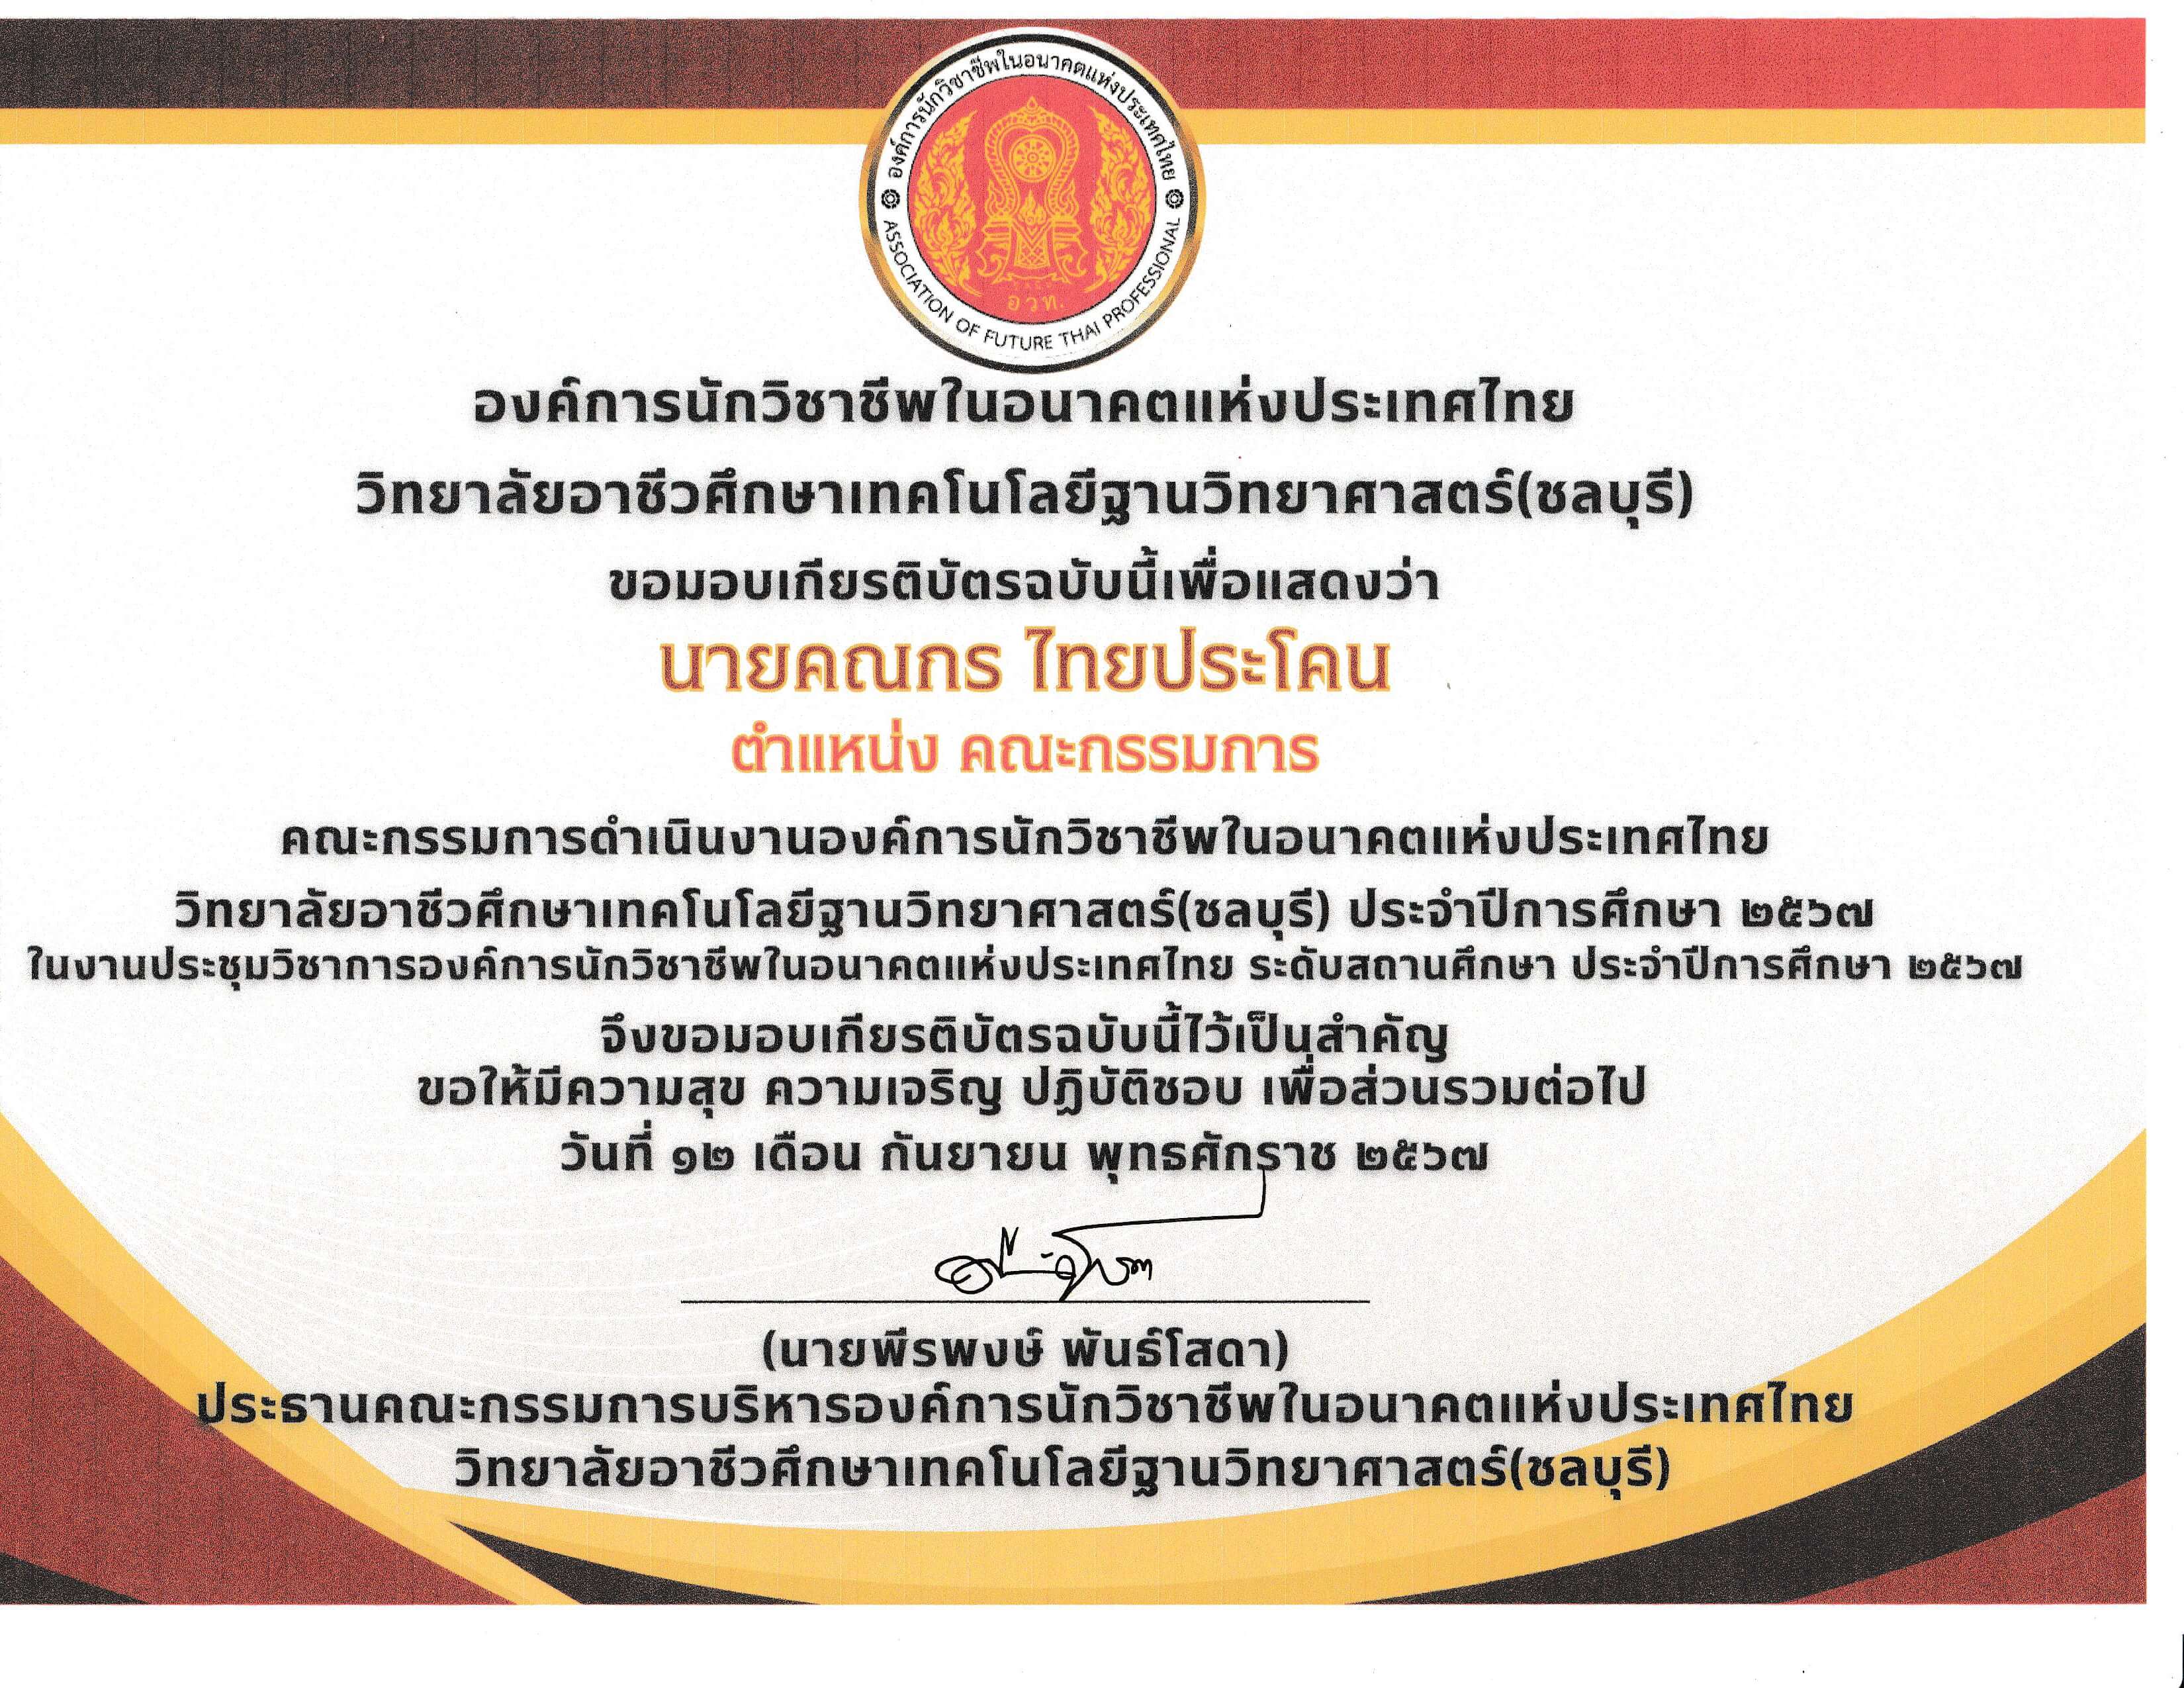 องค์การนักวิชาชีพในอนาคตแห่งประเทศไทย
ASSOCIATION OF FUTURE THAI PROFESSIONAL
อวท.
องค์การนักวิชาชีพในอนาคตแห่งประเทศไทย
วิทยาลัยอาชีวศึกษาเทคโนโลยีฐานวิทยาศาสตร์(ชลบุรี)
ขอมอบเกียรติบัตรฉบับนี้เพื่อแสดงว่า
นายคณกร ไทยประโคน
ตำแหน่ง คณะกรรมการ
คณะกรรมการดำเนินงานองค์การนักวิชาชีพในอนาคตแห่งประเทศไทย
วิทยาลัยอาชีวศึกษาเทคโนโลยีฐานวิทยาศาสตร์(ชลบุรี) ประจำปีการศึกษา ๒๕๖๗
ในงานประชุมวิชาการองค์การนักวิชาชีพในอนาคตแห่งประเทศไทย ระดับสถานศึกษา ประจำปีการศึกษา ๒๕๖๗
จึงขอมอบเกียรติบัตรฉบับนี้ไว้เป็นสำคัญ
ขอให้มีความสุข ความเจริญ ปฏิบัติชอบ เพื่อส่วนรวมต่อไป
วันที่ ๑๒ เดือน กันยายน พุทธศักราช ๒๕๖๗
(นายพีรพงษ์ พันธ์โสดา)
ประธานคณะกรรมการบริหารองค์การนักวิชาชีพในอนาคตแห่งประเทศไทย
วิทยาลัยอาชีวศึกษาเทคโนโลยีฐานวิทยาศาสตร์(ชลบุรี)